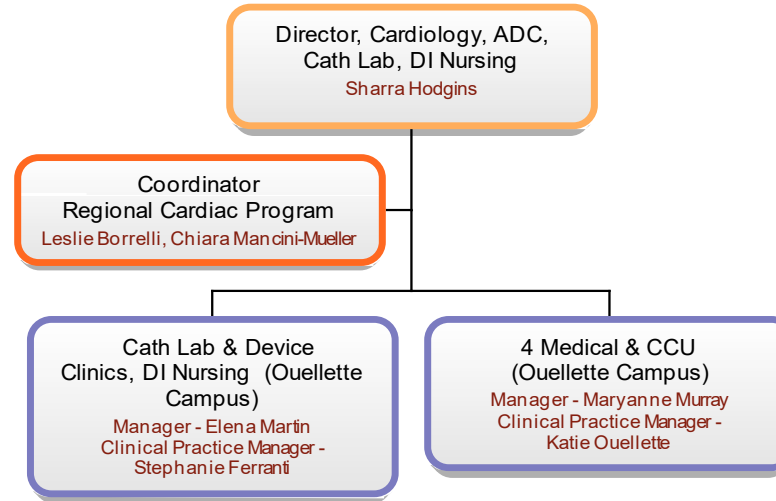 Director, Cardiology, ADC,
Cath Lab, DI Nursing
Sharra Hodgins
Coordinator
Regional Cardiac Program
Leslie Borrelli, Chiara Mancini-Mueller
Cath Lab & Device
Clinics, DI Nursing (Ouellette
Campus)
Manager - Elena Martin
Clinical Practice Manager -
Stephanie Ferranti
4 Medical & CCU
(Ouellette Campus)
Manager - Maryanne Murray
Clinical Practice Manager -
Katie Ouellette